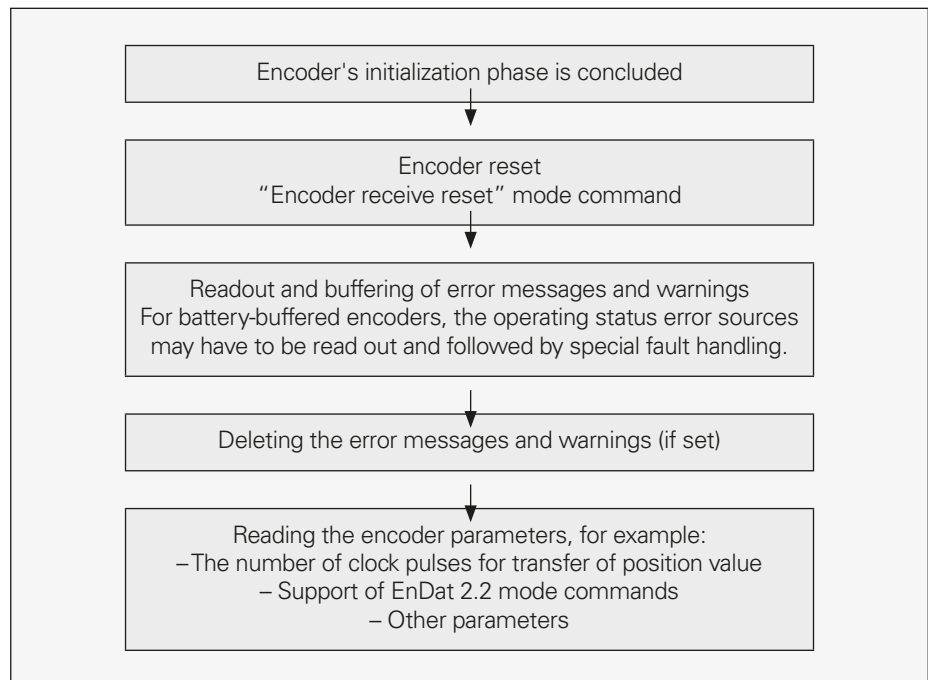 Encoder's initialization phase is concluded
Encoder reset
“Encoder receive reset” mode command
Readout and buffering of error messages and warnings
For battery-buffered encoders, the operating status error sources
may have to be read out and followed by special fault handling.
Deleting the error messages and warnings (if set)
Reading the encoder parameters, for example:
– The number of clock pulses for transfer of position value
– Support of EnDat 2.2 mode commands
– Other parameters